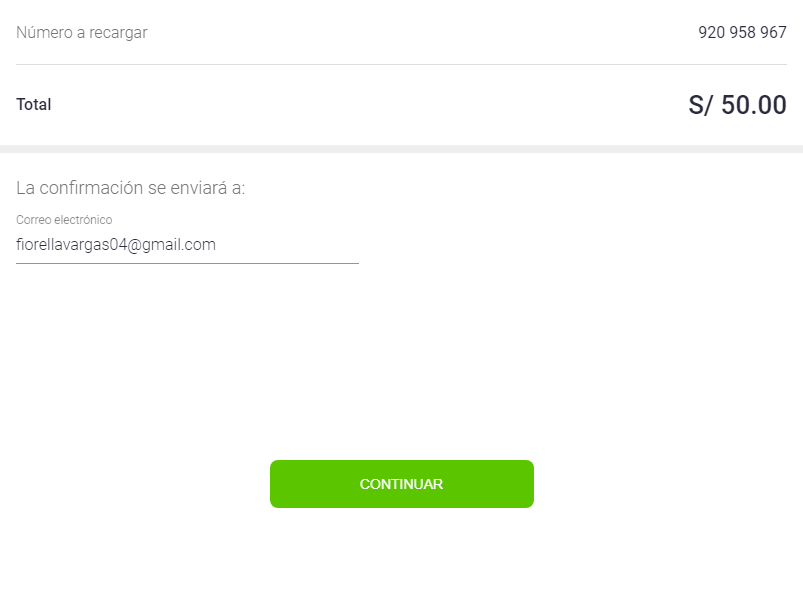 Número a recargar 920 958 967
Total S/ 50.00
La confirmación se enviará a:
Correo electrónico
fiorellavargas04@gmail.com
CONTINUAR